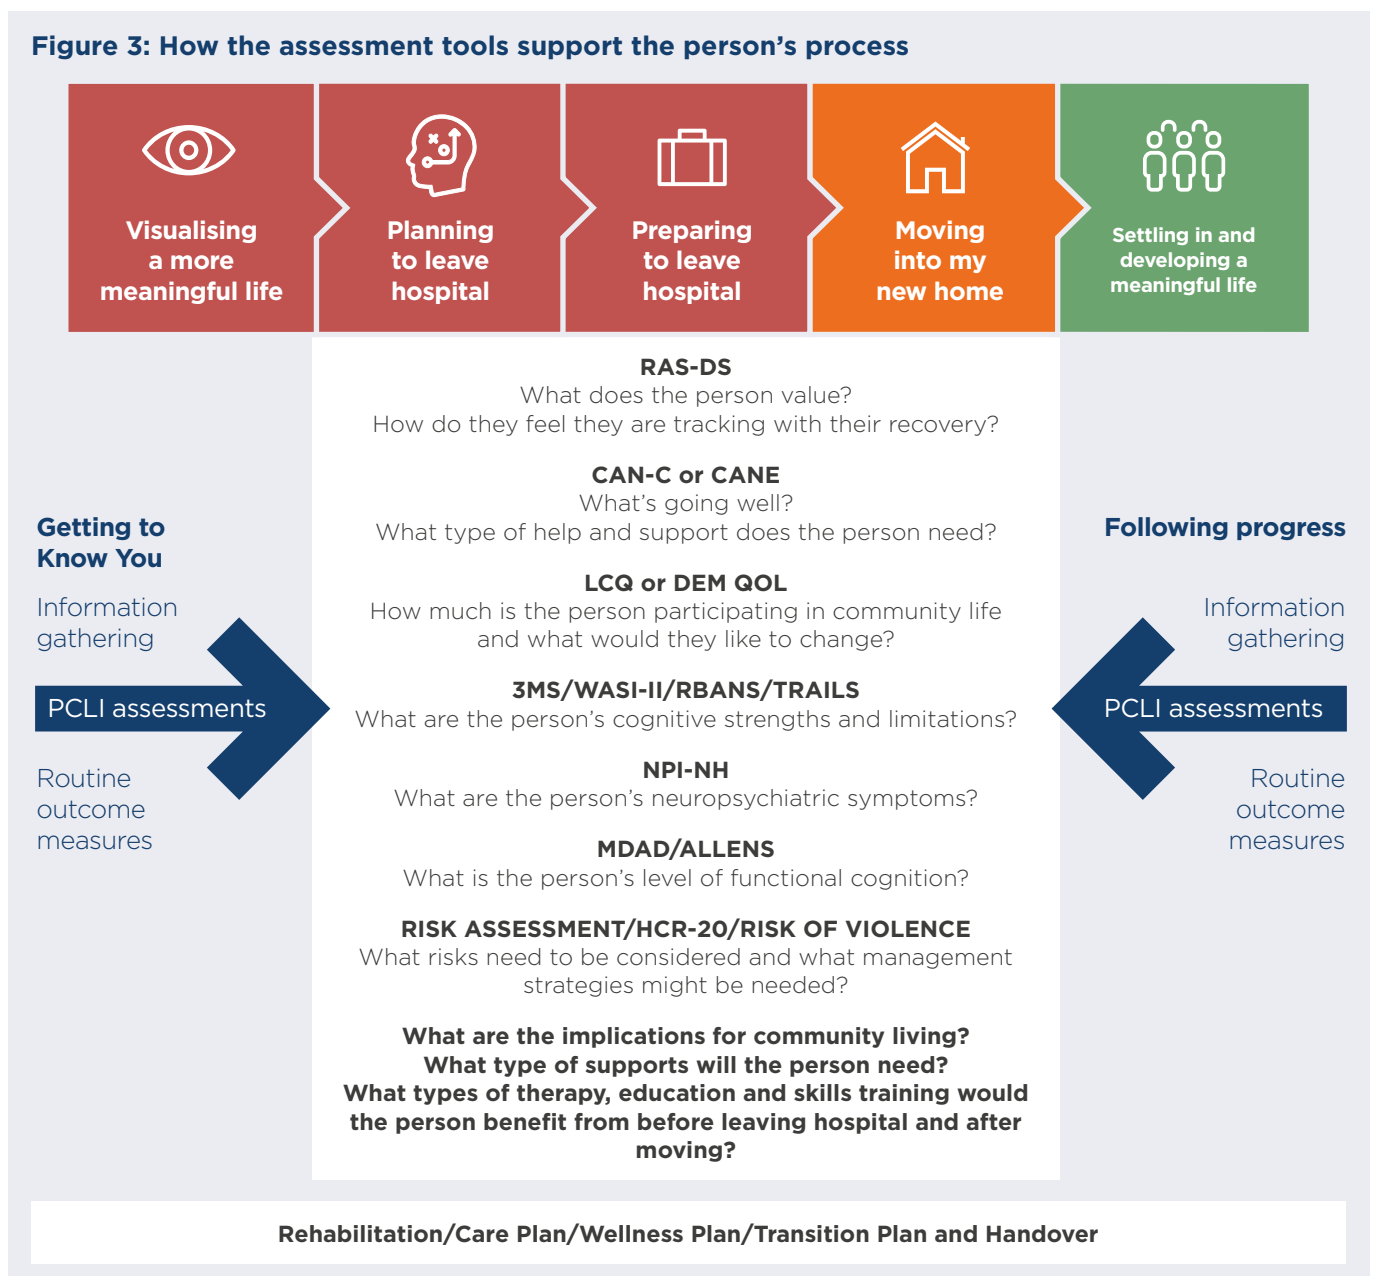 Figure 3: How the assessment tools support the person’s process
Visualising
a more
meaningful life
Planning
to leave
hospital
Preparing
to leave
hospital
Moving
into my
new home
Settling in and
developing a
meaningful life
Getting to
Know You
Information
gathering
PCLI assessments
Routine
outcome
measures
RAS-DS
What does the person value?
How do they feel they are tracking with their recovery?
CAN-C or CANE
What’s going well?
What type of help and support does the person need?
LCQ or DEM QOL
How much is the person participating in community life
and what would they like to change?
3MS/WASI-II/RBANS/TRAILS
What are the person’s cognitive strengths and limitations?
NPI-NH
What are the person’s neuropsychiatric symptoms?
MDAD/ALLENS
What is the person’s level of functional cognition?
RISK ASSESSMENT/HCR-20/RISK OF VIOLENCE
What risks need to be considered and what management
strategies might be needed?
What are the implications for community living?
What type of supports will the person need?
What types of therapy, education and skills training would
the person benefit from before leaving hospital and after
moving?
Following progress
Information
gathering
PCLI assessments
Routine
outcome
measures
Rehabilitation/Care Plan/Wellness Plan/Transition Plan and Handover